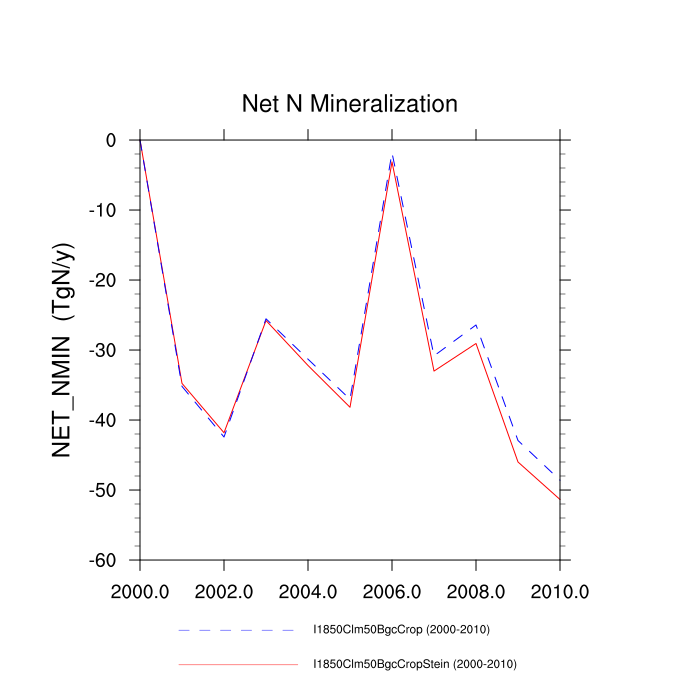 Net N Mineralization
NET_NMIN (TgN/y)
0
-10
-20
-30
-40
-50
-60
2000.0 2002.0 2004.0 2006.0 2008.0 2010.0
I1850Clm50BgcCrop (2000-2010)
I1850Clm50BgcCropStein (2000-2010)